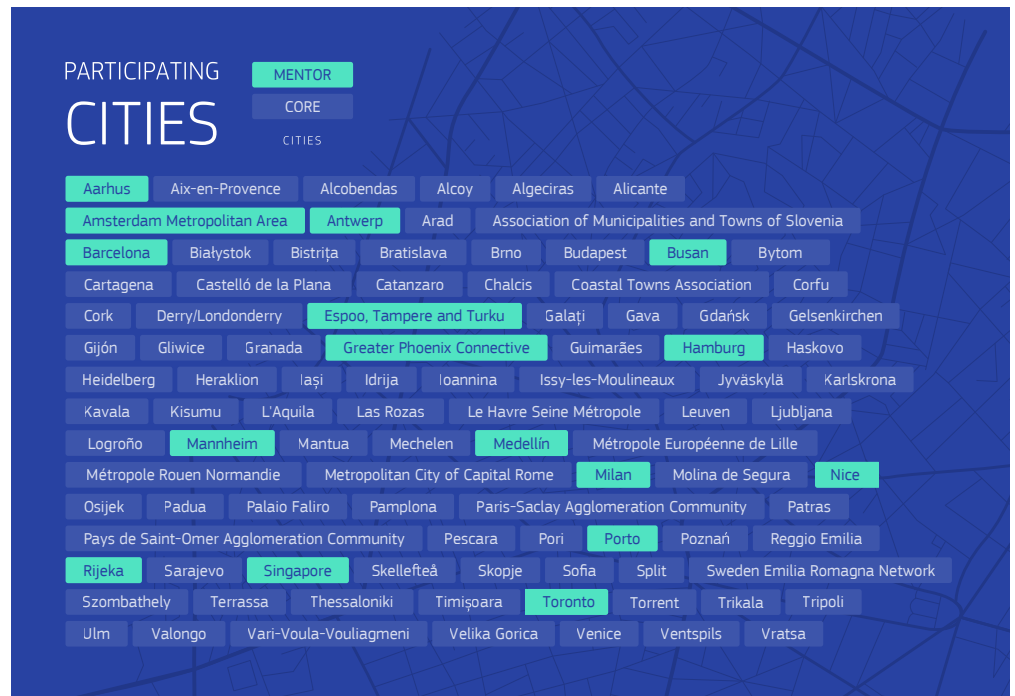 PARTICIPATING
CITIES
MENTOR
CORE
CITIES
Aarhus Aix-en-Provence Alcobendas Alcoy Algeciras Alicante
Amsterdam Metropolitan Area Antwerp Arad Association of Municipalities and Towns of Slovenia
Barcelona Białystok Bistrița Bratislava Brno Budapest Busan Bytom
Cartagena Castelló de la Plana Catanzaro Chalcis Coastal Towns Association Corfu
Cork Derry/Londonderry Espoo, Tampere and Turku Galați Gava Gdańsk Gelsenkirchen
Gijón Gliwice Granada Greater Phoenix Connective Guimarães Hamburg Haskovo
Heidelberg Heraklion Iași Idrija Ioannina Issy-les-Moulineaux Jyväskylä Karlskrona
Kavala Kisumu L'Aquila Las Rozas Le Havre Seine Métropole Leuven Ljubljana
Logroño Mannheim Mantua Mechelen Medellín Métropole Européenne de Lille
Métropole Rouen Normandie Metropolitan City of Capital Rome Milan Molina de Segura Nice
Osijek Padua Palaio Faliro Pamplona Paris-Saclay Agglomeration Community Patras
Pays de Saint-Omer Agglomeration Community Pescara Pori Porto Poznań Reggio Emilia
Rijeka Sarajevo Singapore Skellefteå Skopje Sofia Split Sweden Emilia Romagna Network
Szombathely Terrassa Thessaloniki Timișoara Toronto Torrent Trikala Tripoli
Ulm Valongo Vari-Voula-Vouliagmeni Velika Gorica Venice Ventspils Vratsa